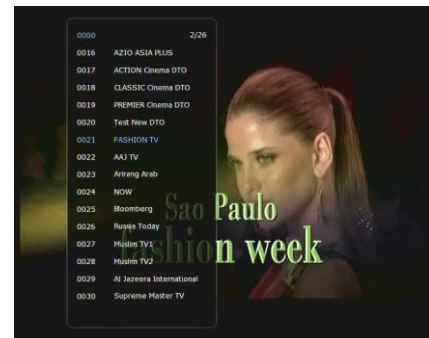 0000 2/26
0016 AZIO ASIA PLUS
0017 ACTION Cinema DTO
0018 CLASSIC Cinema DTO
0019 PREMIER Cinema DTO
0020 Test New DTO
0021 FASHION TV
0022 AAJ TV
0023 Arirang Arab
0024 NOW
0025 Bloomberg
0026 Russia Today
0027 Muslim TV1
0028 Muslim TV2
0029 Al Jazeera International
0030 Supreme Master TV
Sao Paulo
fashion week